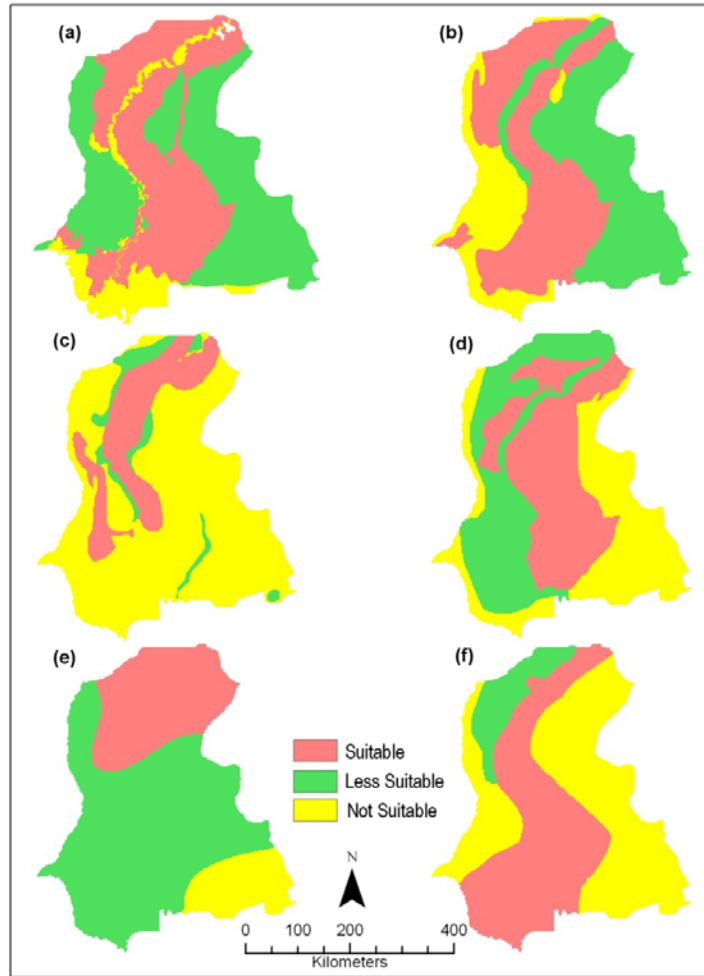 (a)
(b)
(c)
(d)
(e)
(f)
Suitable
Less Suitable
Not Suitable
N
0 100 200 400
Kilometers